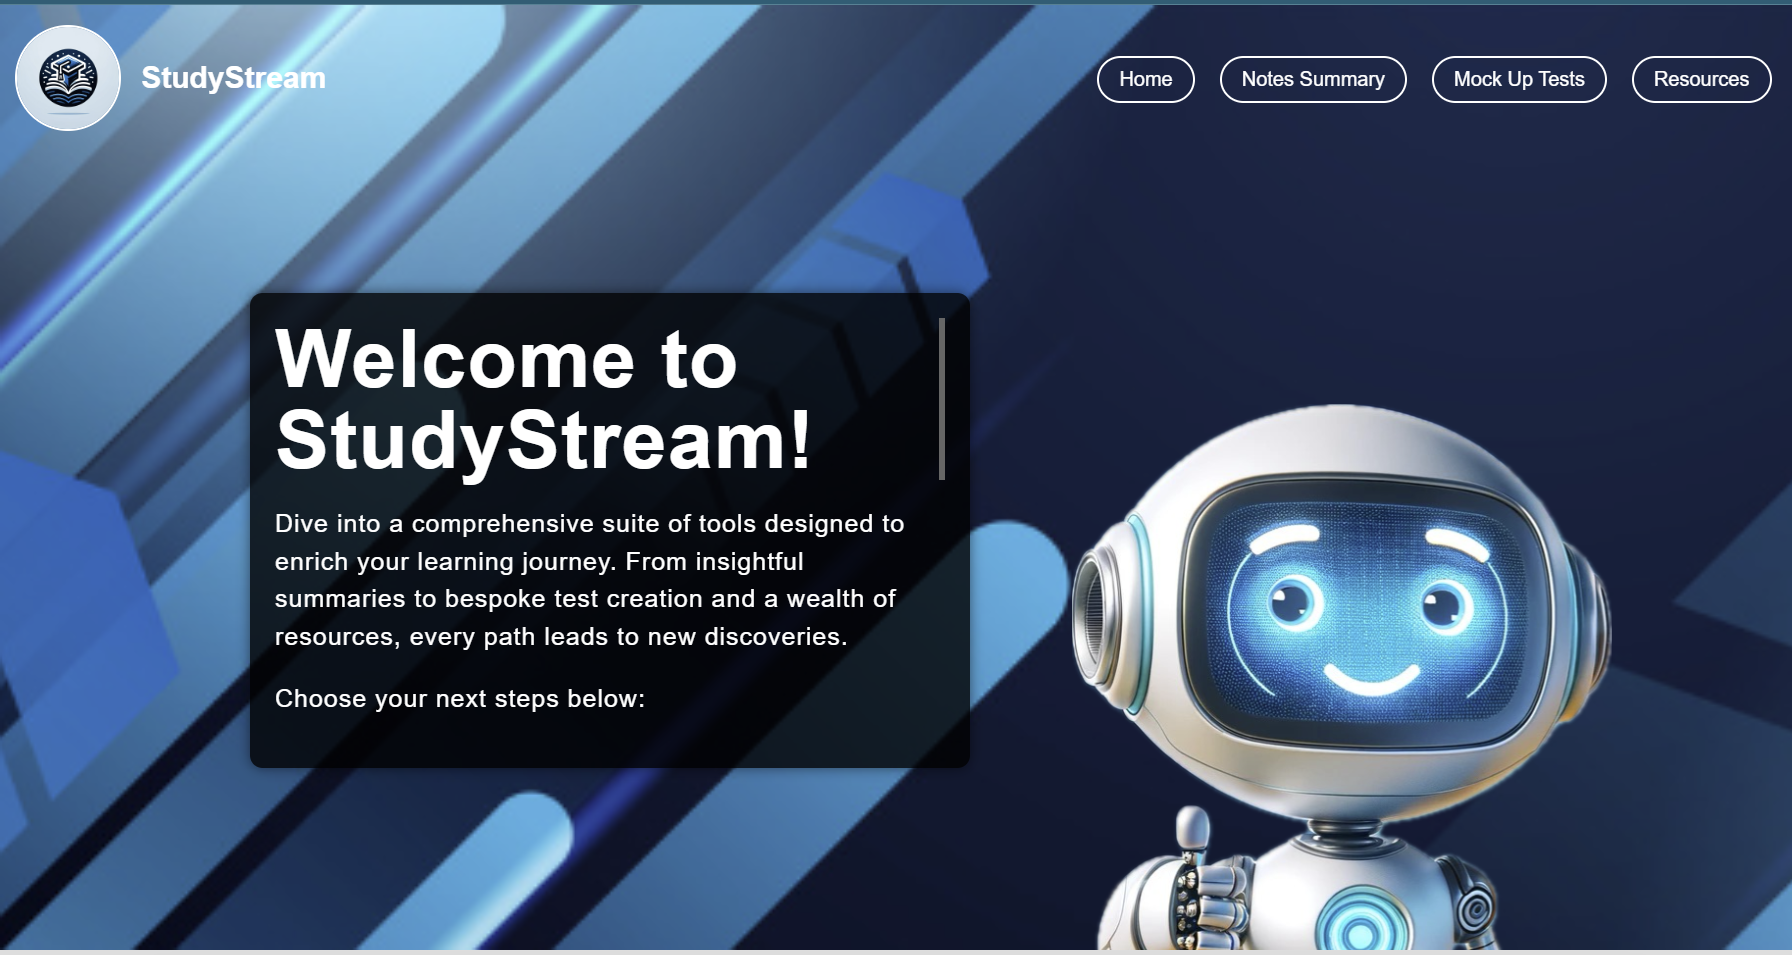 StudyStream
Home
Notes Summary
Mock Up Tests
Resources
Welcome to
StudyStream!
Dive into a comprehensive suite of tools designed to
enrich your learning journey. From insightful
summaries to bespoke test creation and a wealth of
resources, every path leads to new discoveries.
Choose your next steps below: